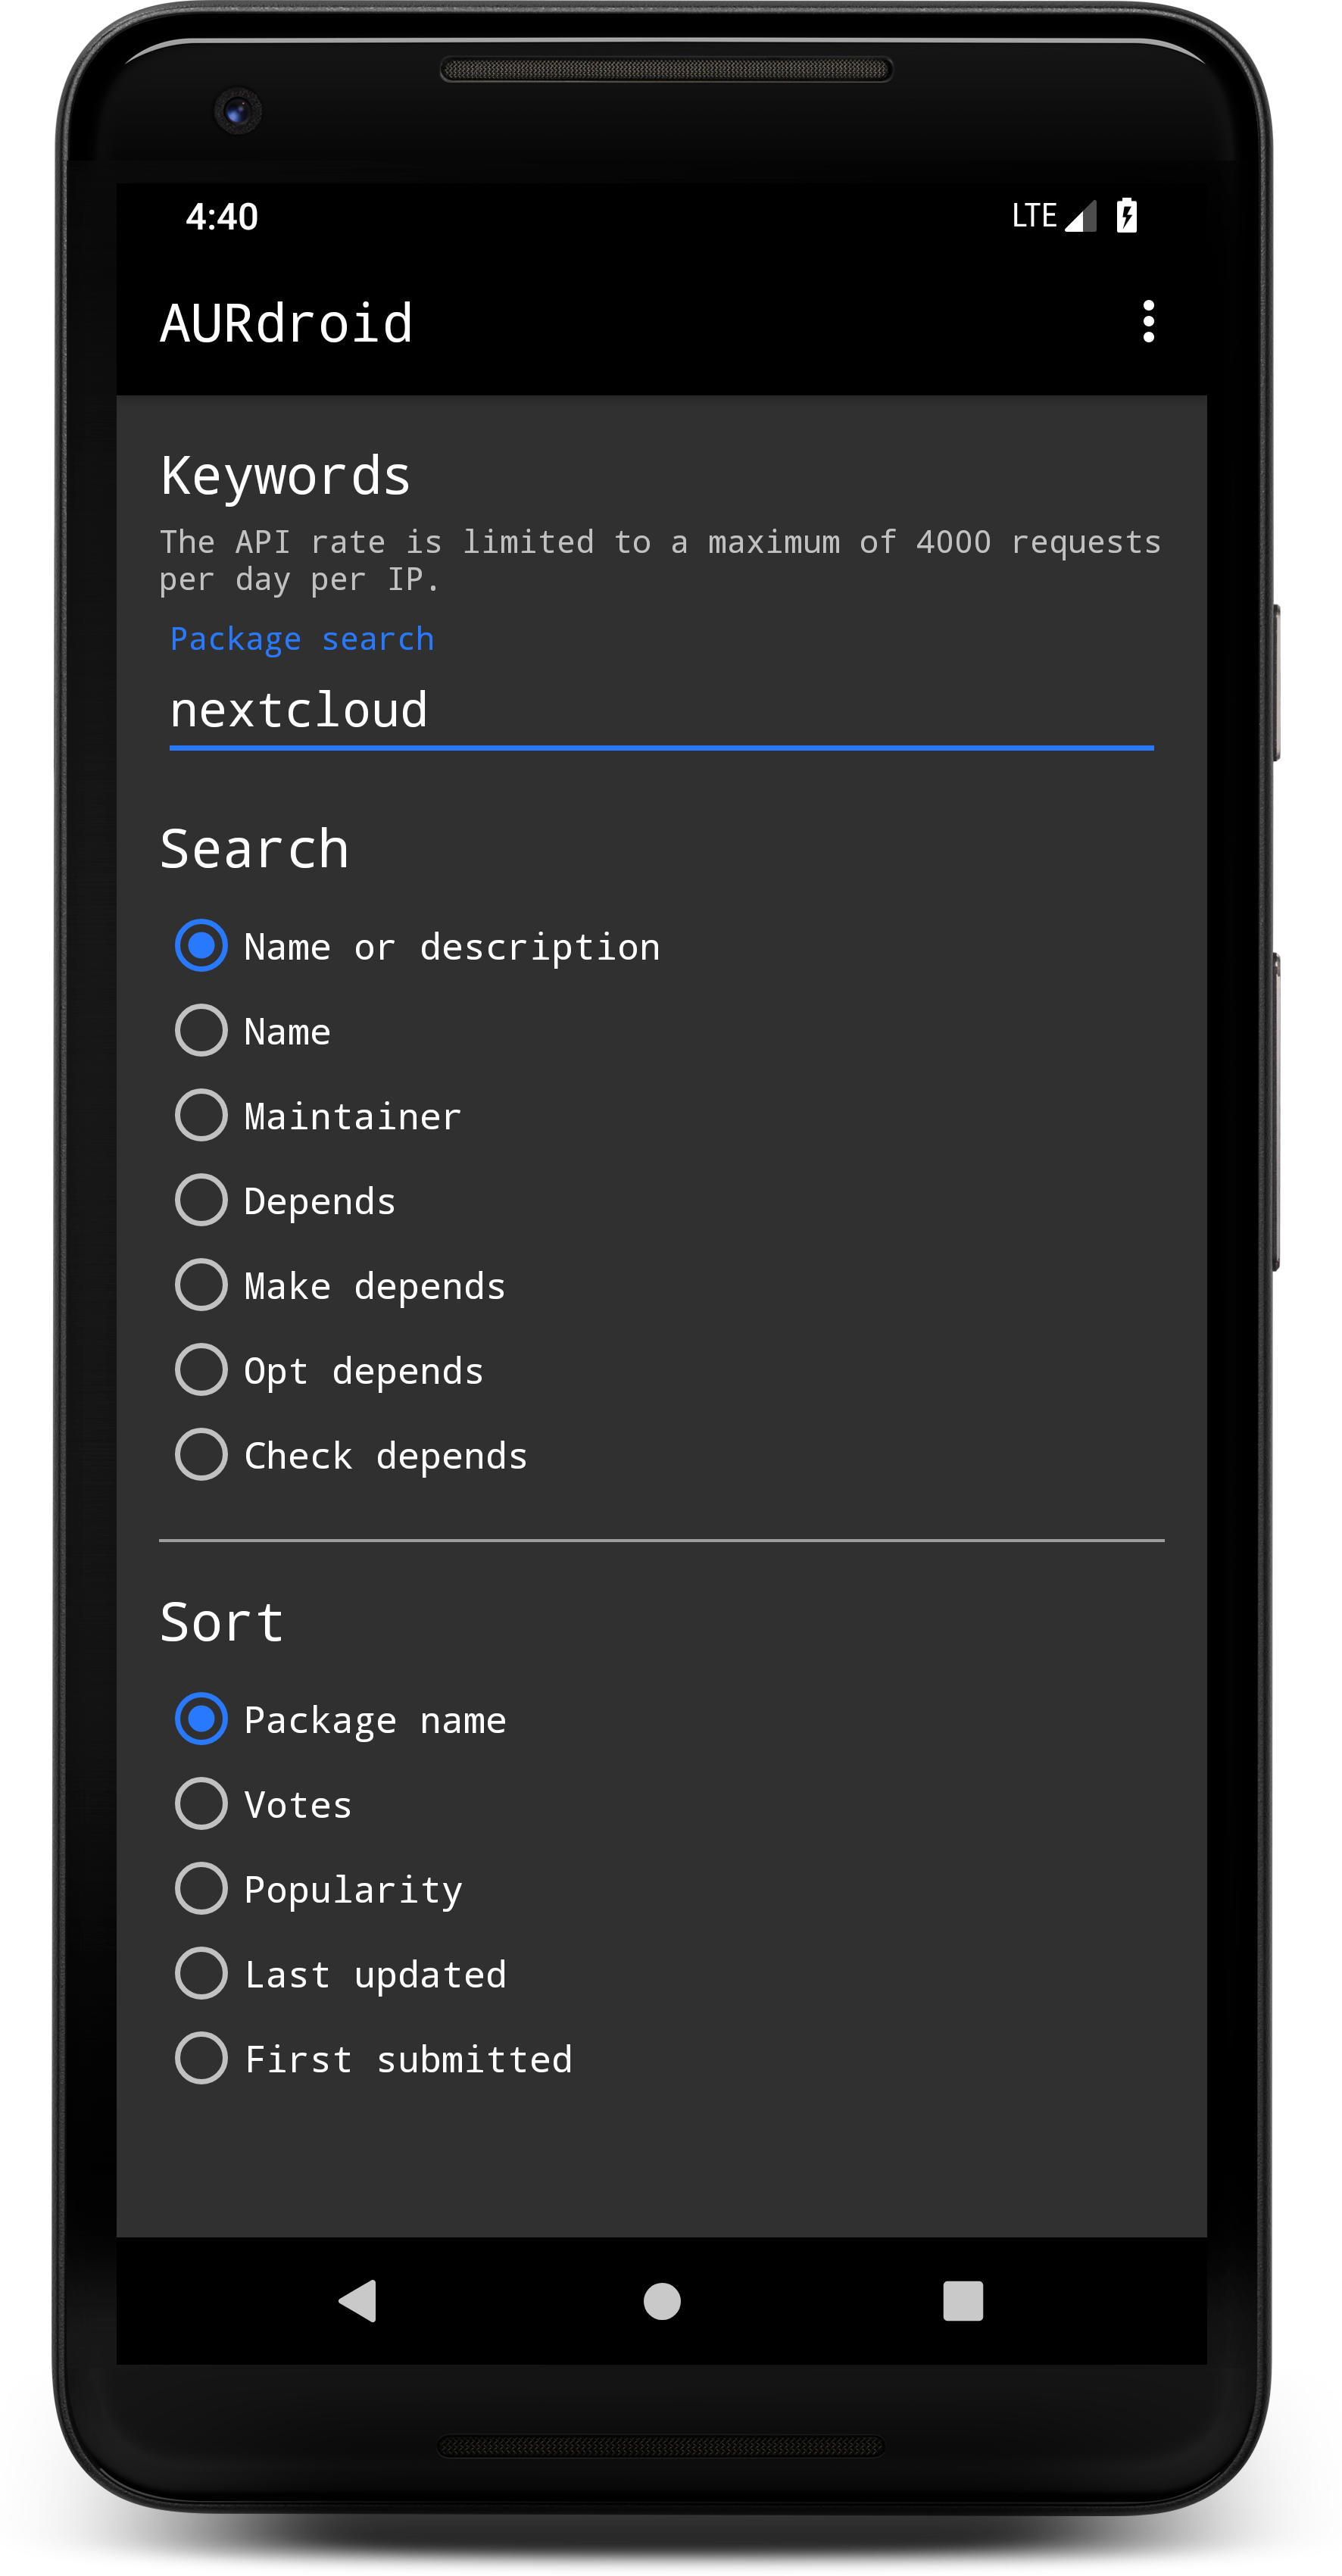 4:40
LTE
AURdroid
Keywords
The API rate is limited to a maximum of 4000 requests
per day per IP.
Package search
nextcloud
Search
Name or description
Name
Maintainer
Depends
Make depends
Opt depends
Check depends
Sort
Package name
Votes
Popularity
Last updated
First submitted